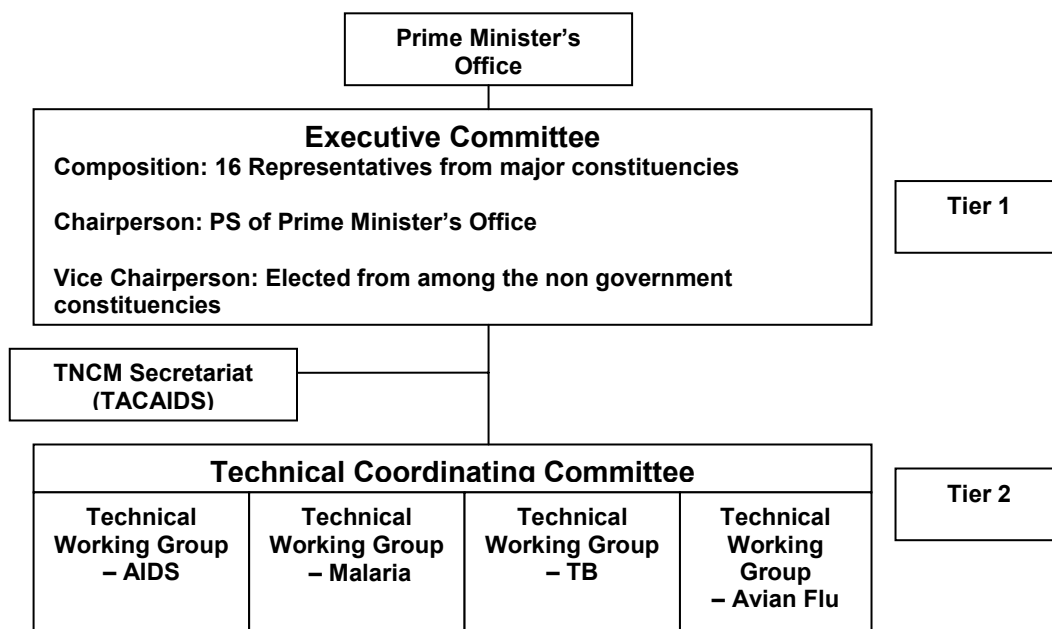 Prime Minister's
Office
Executive Committee
Composition: 16 Representatives from major constituencies
Chairperson: PS of Prime Minister's Office
Vice Chairperson: Elected from among the non government
constituencies
Tier 1
TNCM Secretariat
(TACAIDS)
Technical Coordinating Committee
Tier 2
Technical
Working Group
– AIDS
Technical
Working Group
– Malaria
Technical
Working Group
– TB
Technical
Working
Group
– Avian Flu